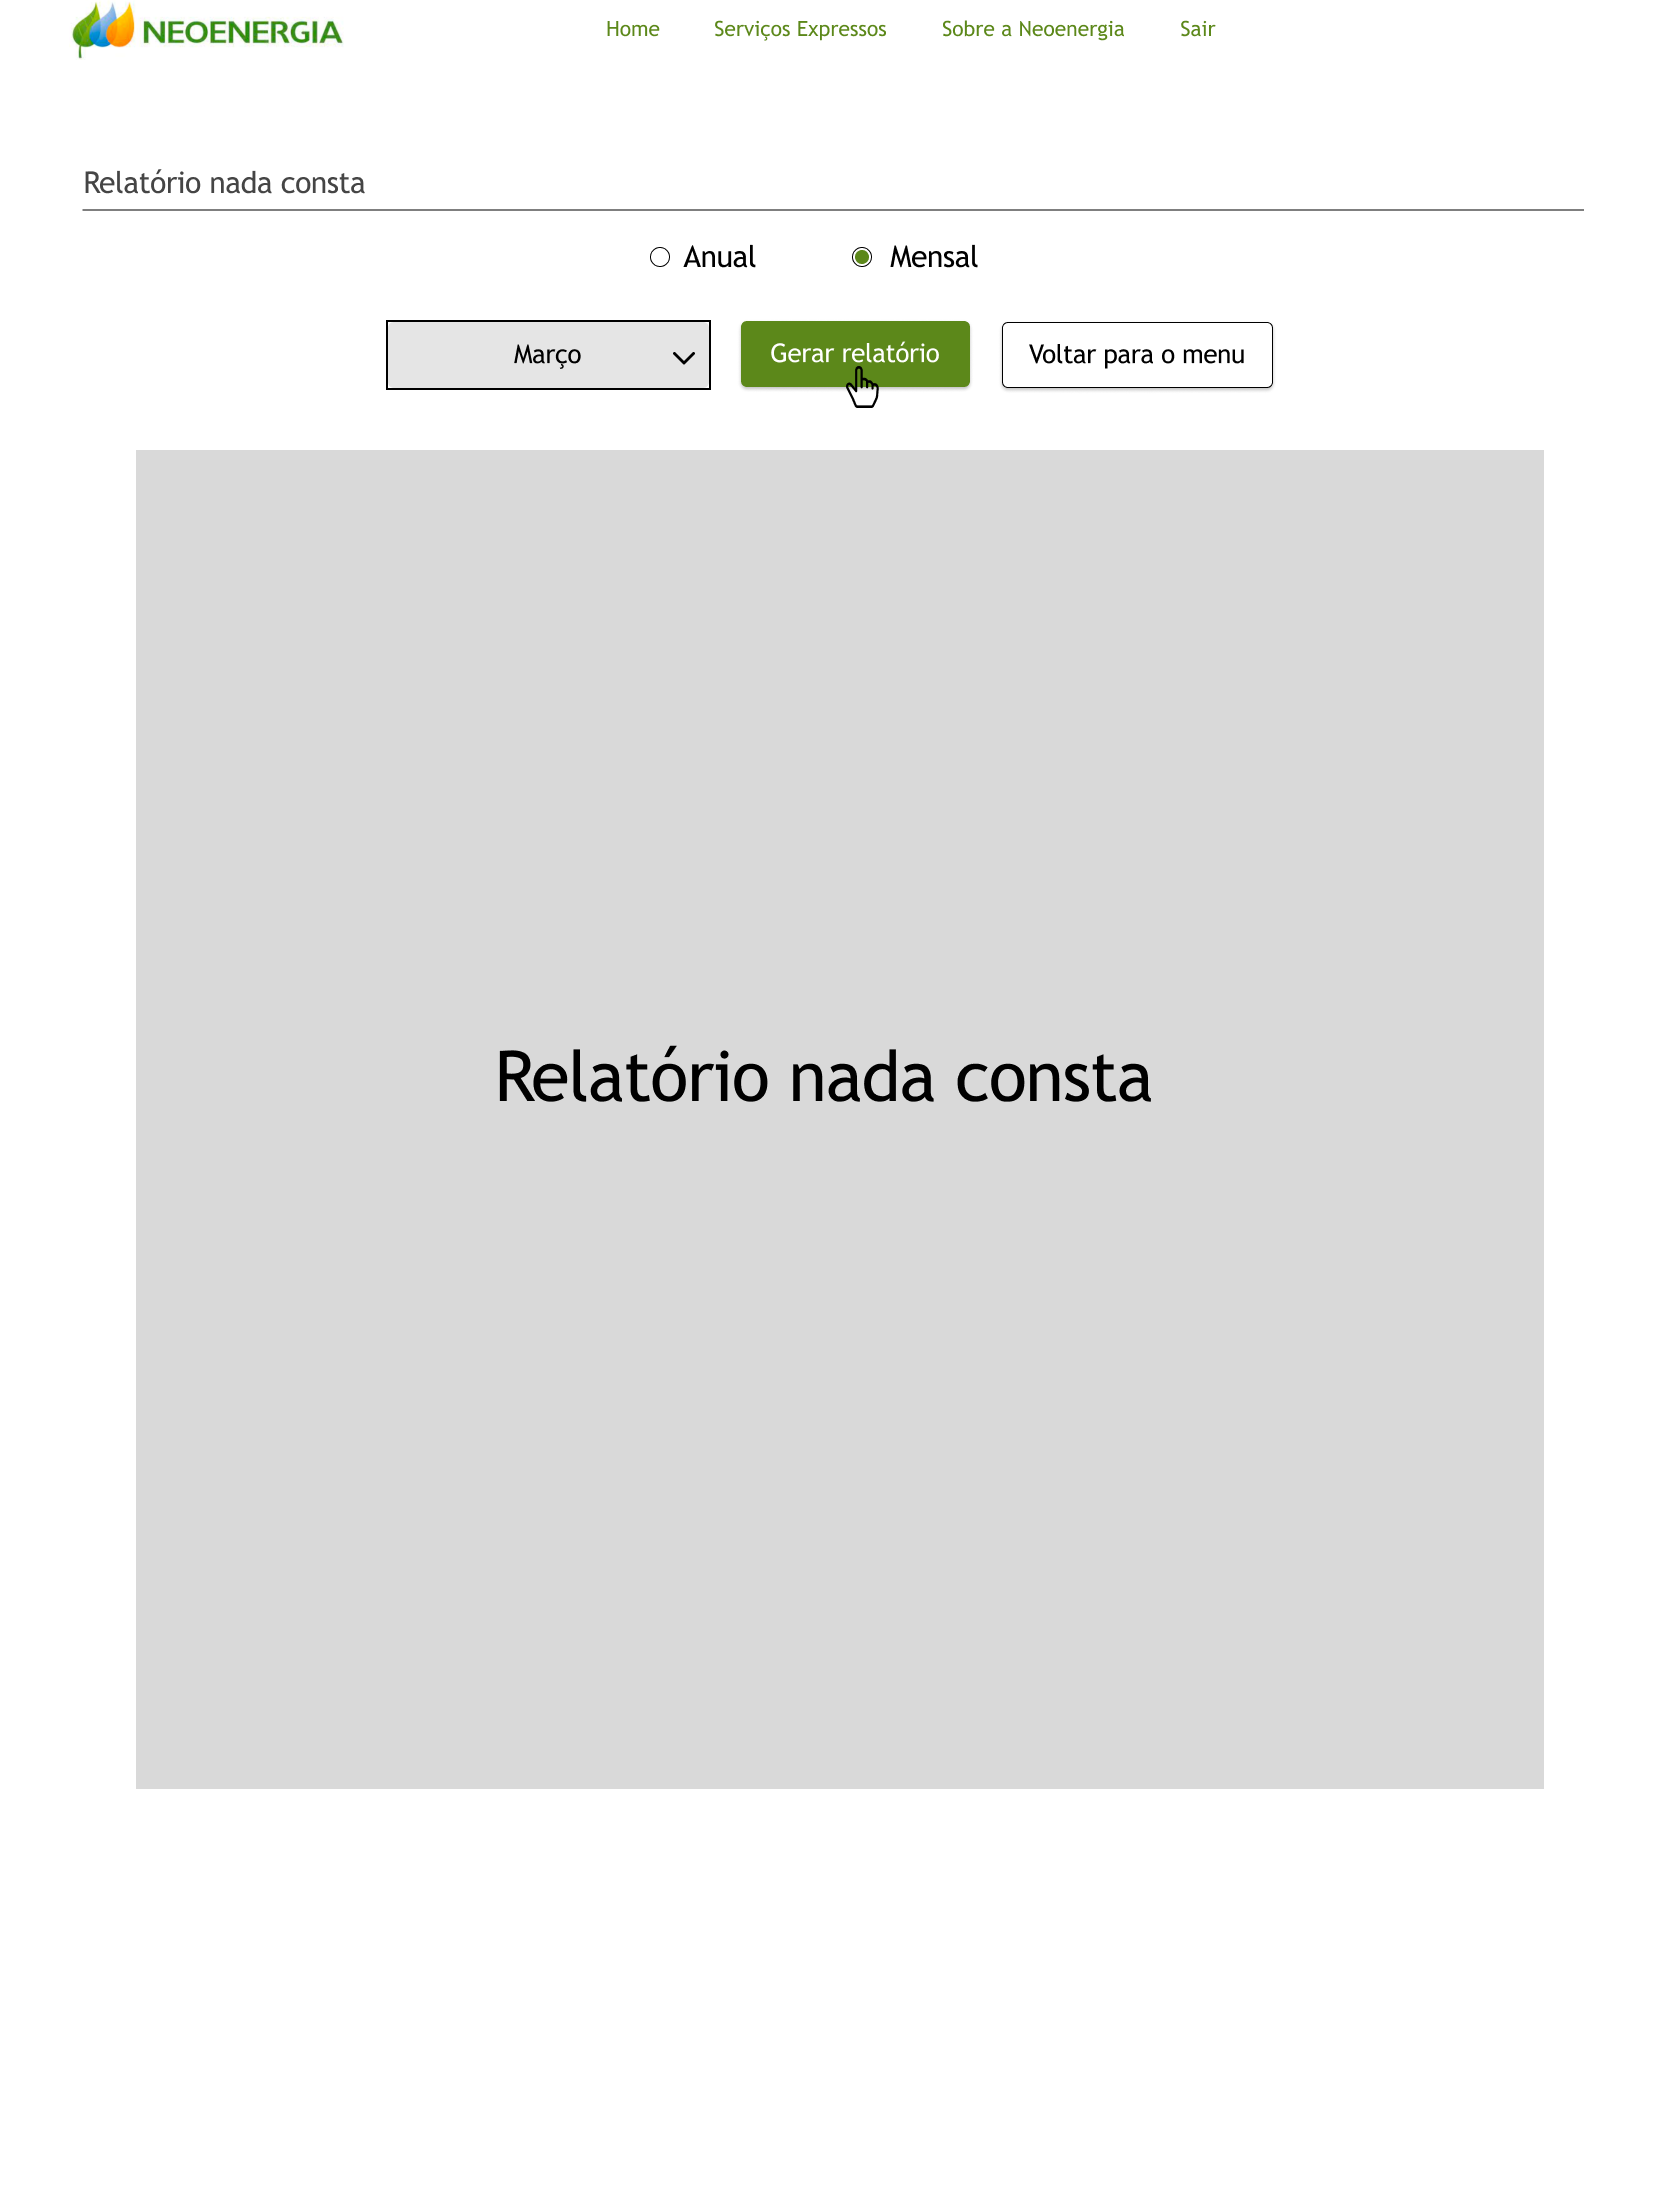 NEOENERGIA
Home Serviços Expressos Sobre a Neoenergia Sair
Relatório nada consta
Anual Mensal
Março Gerar relatório Voltar para o menu
Relatório nada consta